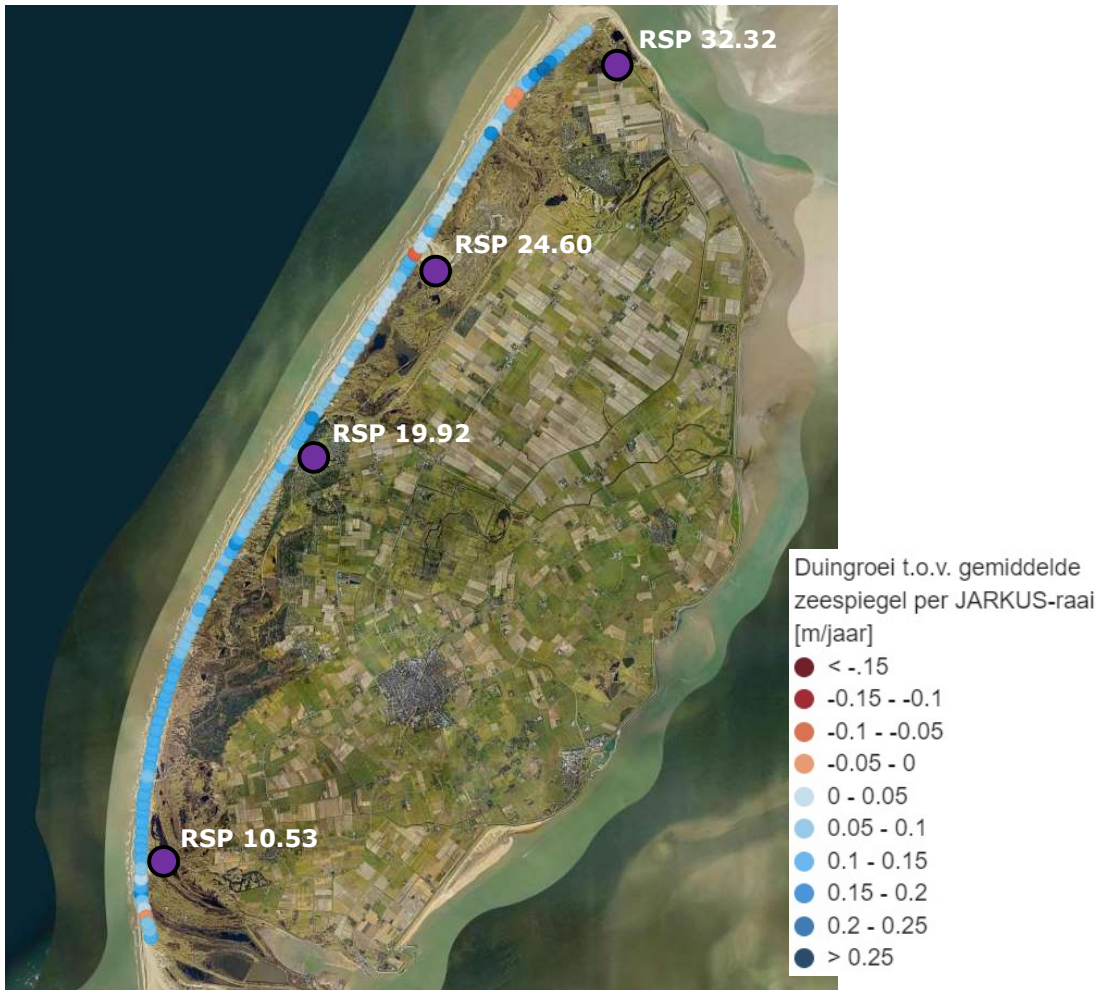 RSP 32.32
RSP 24.60
RSP 19.92
RSP 10.53
Duingroei t.o.v. gemiddelde
zeespiegel per JARKUS-raai
[m/jaar]
< -.15
-0.15 - -0.1
-0.1 - -0.05
-0.05 - 0
0 - 0.05
0.05 - 0.1
0.1 - 0.15
0.15 - 0.2
0.2 - 0.25
> 0.25